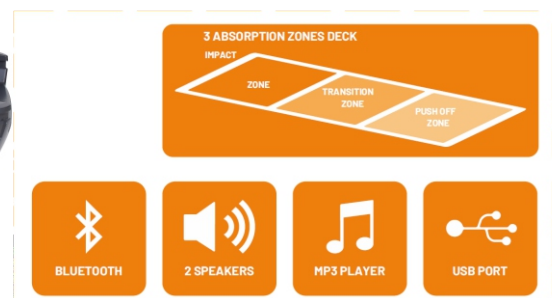 3 ABSORPTION ZONES DECK
IMPACT
ZONE
TRANSITION
ZONE
PUSH OFF
ZONE
BLUETOOTH
2 SPEAKERS
MP3 PLAYER
USB PORT